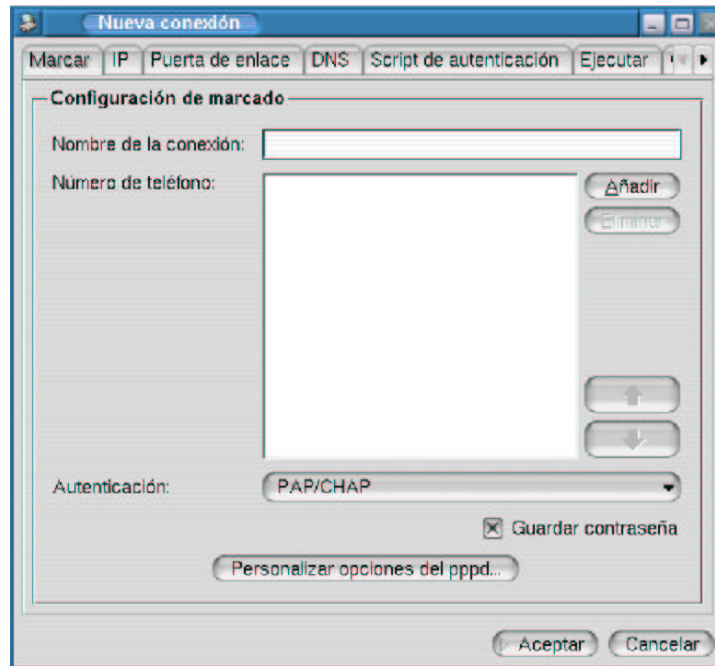 Nueva conexión
Marcar IP Puerta de enlace DNS Script de autenticación Ejecutar
Configuración de marcado
Nombre de la conexión:
Número de teléfono:
Añadir
Eliminar
Autenticación: PAP/CHAP
Guardar contraseña
Personalizar opciones del pppd...
Aceptar Cancelar